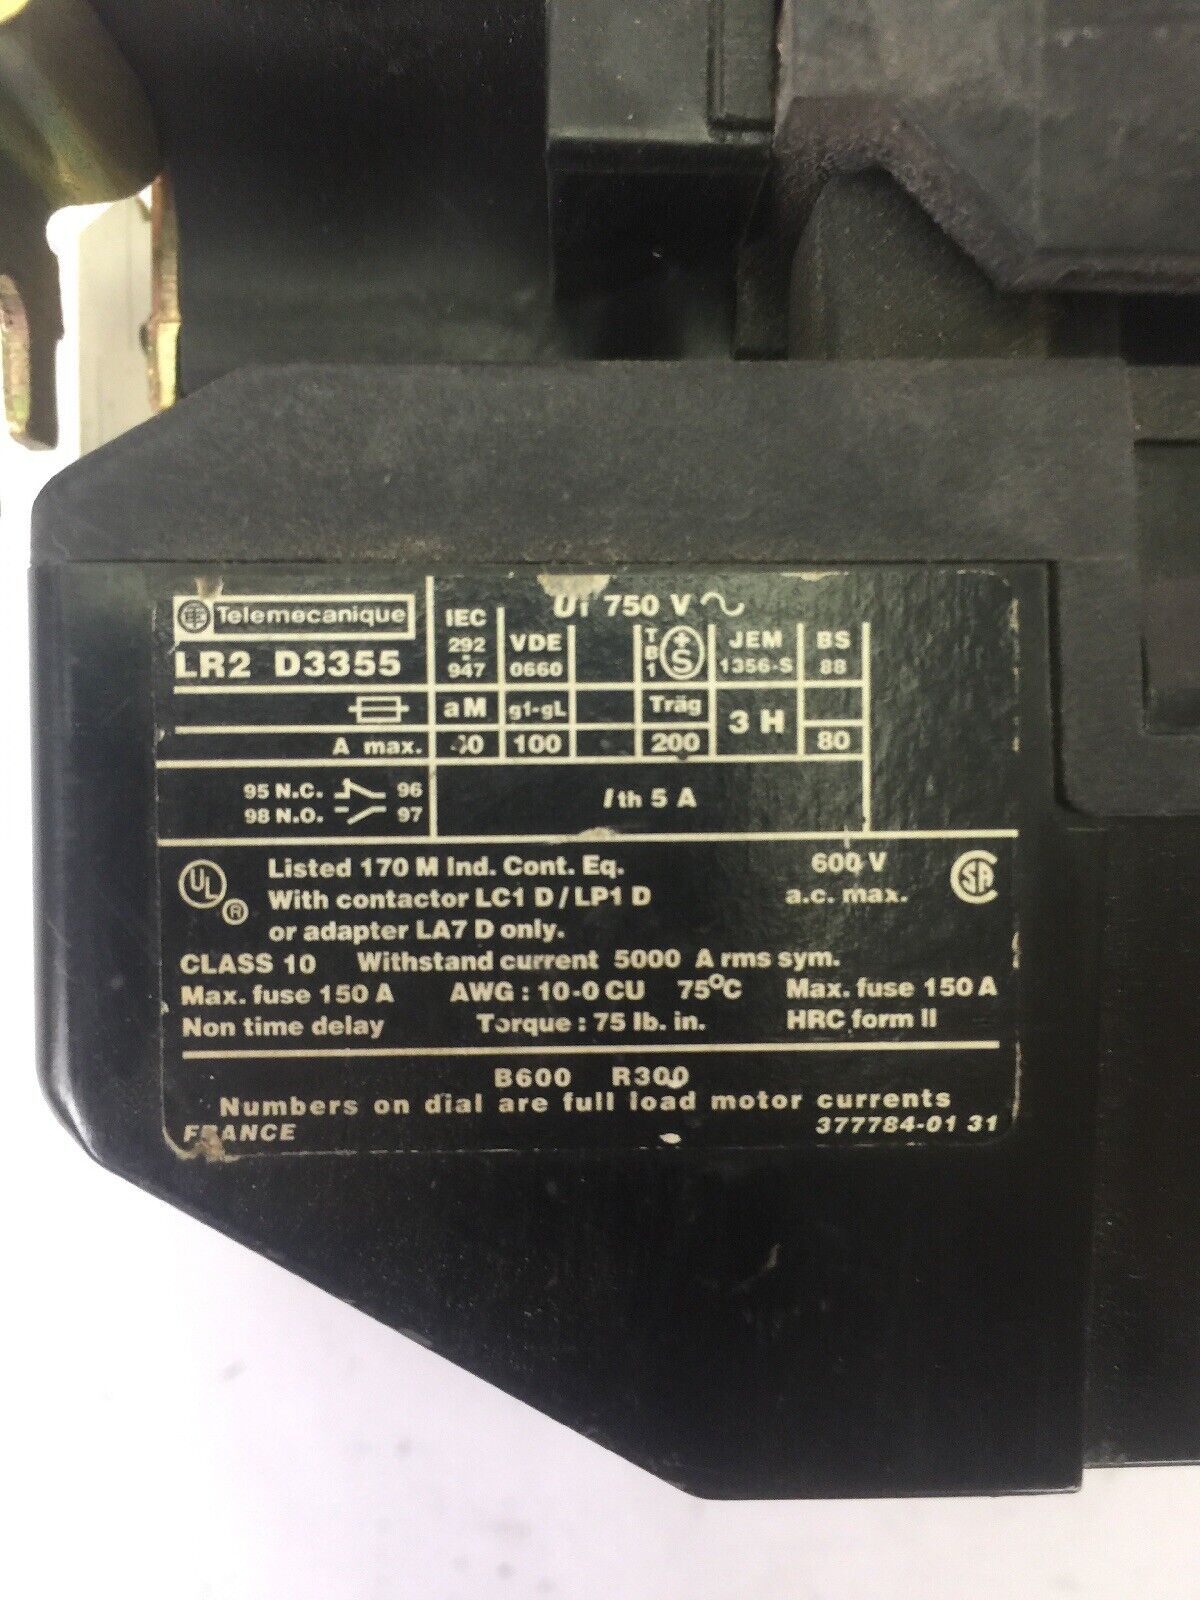 Telemecanique
LR2 D3355
IEC 292 - 947
VDE 0660
Ui 750 V ~
TB1 S
JEM 1356-S
BS 88
aM g1-gL Träg 3 H
A max. 100 200 80
95 N.C. 96
98 N.O. 97
Ith 5 A
UL ® Listed 170 M Ind. Cont. Eq. 600 V
With contactor LC1 D / LP1 D a.c. max.
or adapter LA7 D only.
CLASS 10 Withstand current 5000 A rms sym.
Max. fuse 150 A AWG : 10-0 CU 75°C Max. fuse 150 A
Non time delay Torque : 75 lb. in. HRC form II
B600 R300
Numbers on dial are full load motor currents
FRANCE 377784-01 31